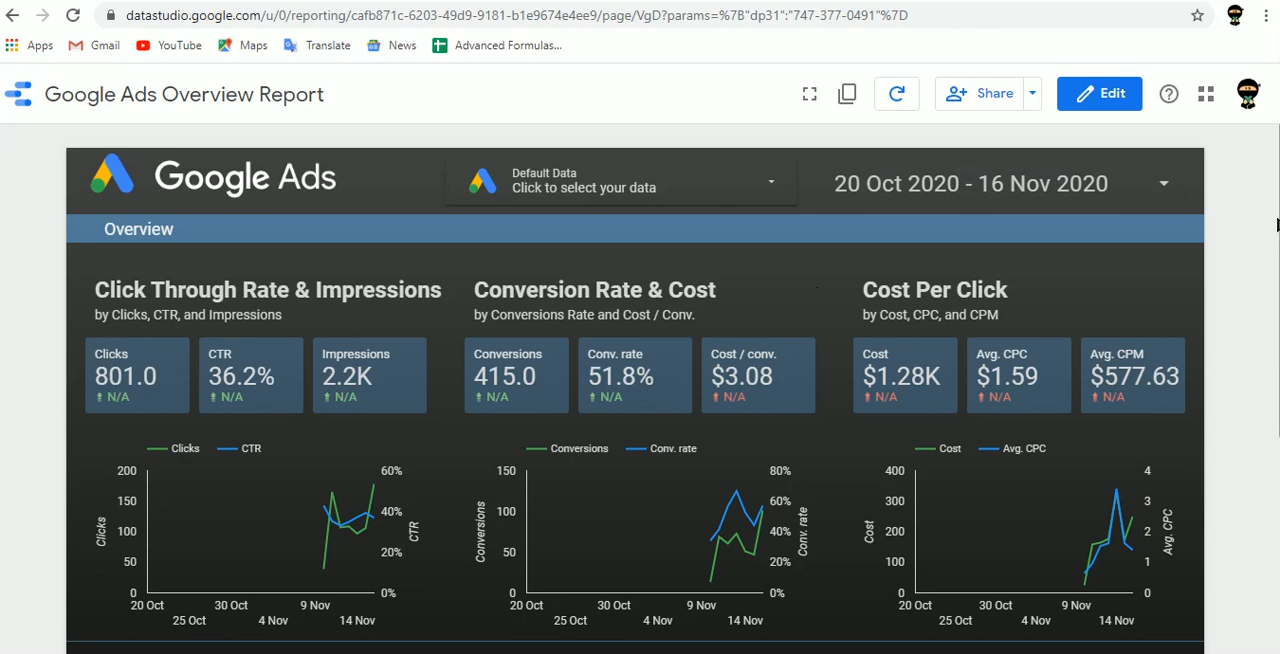 datastudio.google.com/u/0/reporting/cafb871c-6203-49d9-9181-b1e9674e4ee9/page/VgD?params=%7B"dp31":"747-377-0491"%7D
Apps Gmail YouTube Maps Translate News Advanced Formulas...
Google Ads Overview Report
Share
Edit
Google Ads
Default Data
Click to select your data
20 Oct 2020 - 16 Nov 2020
Overview
Click Through Rate & Impressions
by Clicks, CTR, and Impressions
Clicks
801.0
N/A
CTR
36.2%
N/A
Impressions
2.2K
N/A
Clicks CTR
200
150
100
50
0
Clicks
60%
40%
20%
0%
CTR
20 Oct 30 Oct 9 Nov
25 Oct 4 Nov 14 Nov
Conversion Rate & Cost
by Conversions Rate and Cost / Conv.
Conversions
415.0
N/A
Conv. rate
51.8%
N/A
Cost / conv.
$3.08
N/A
Conversions Conv. rate
150
100
50
0
Conversions
80%
60%
40%
20%
0%
Conv. rate
20 Oct 30 Oct 9 Nov
25 Oct 4 Nov 14 Nov
Cost Per Click
by Cost, CPC, and CPM
Cost
$1.28K
N/A
Avg. CPC
$1.59
N/A
Avg. CPM
$577.63
N/A
Cost Avg. CPC
400
300
200
100
0
Cost
4
3
2
1
0
Avg. CPC
20 Oct 30 Oct 9 Nov
25 Oct 4 Nov 14 Nov